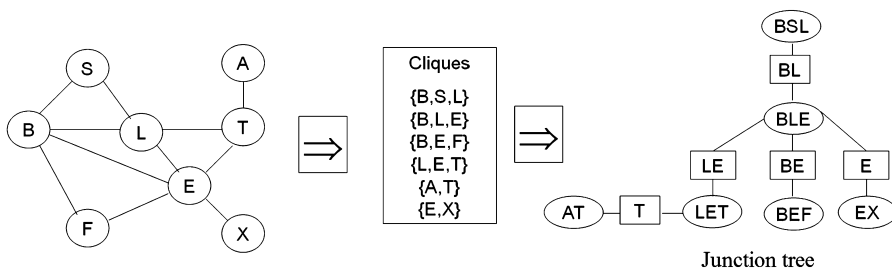 S
A
B
L
T
E
F
X
⇒
Cliques
{B,S,L}
{B,L,E}
{B,E,F}
{L,E,T}
{A,T}
{E,X}
⇒
BSL
BL
BLE
LE
BE
E
AT
T
LET
BEF
EX
Junction tree